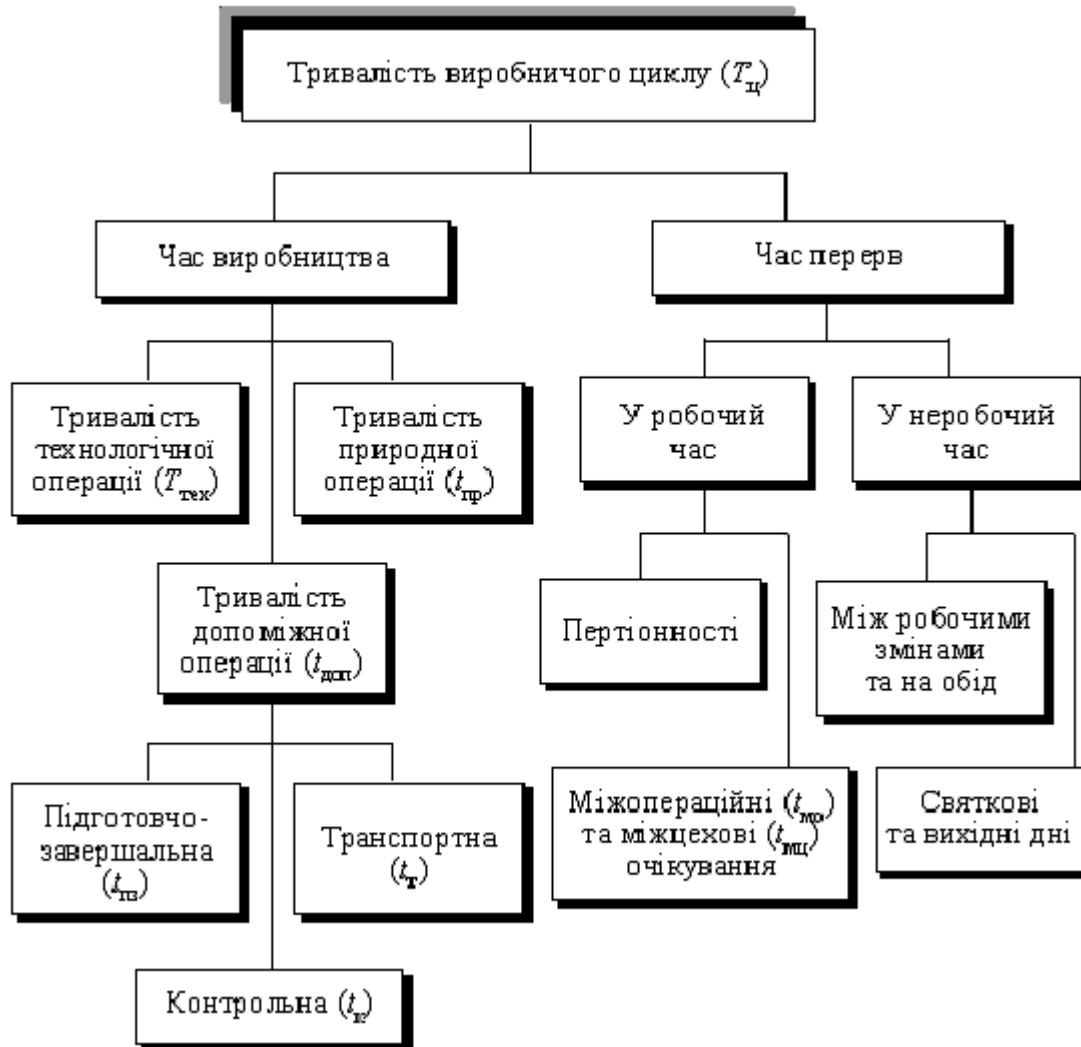 Тривалість виробничого циклу (Tц)
Час виробництва
Час перерв
Тривалість
технологічної
операції (Tтех)
Тривалість
природної
операції (tпр)
У робочий
час
У неробочий
час
Тривалість
допоміжної
операції (tдоп)
Пертіонності
Між робочими
змінами
та на обід
Підготовчо-
завершальна
(tпз)
Транспортна
(tт)
Міжопераційні (tмо)
та міжцехові (tмц)
очікування
Святкові
та вихідні дні
Контрольна (tк)